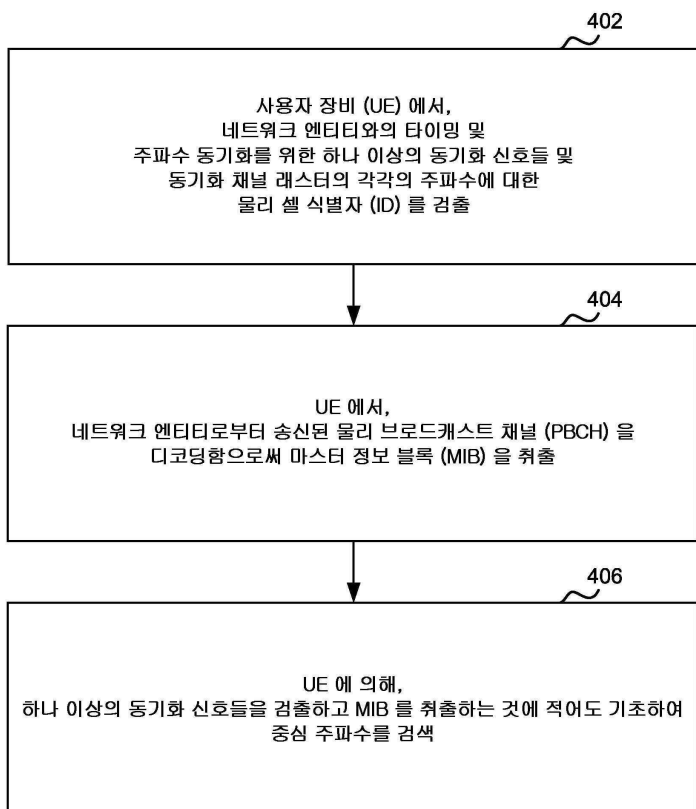 402
사용자 장비 (UE) 에서,
네트워크 엔티티와의 타이밍 및
주파수 동기화를 위한 하나 이상의 동기화 신호들 및
동기화 채널 래스터의 각각의 주파수에 대한
물리 셀 식별자 (ID) 를 검출
404
UE 에서,
네트워크 엔티티로부터 송신된 물리 브로드캐스트 채널 (PBCH) 을
디코딩함으로써 마스터 정보 블록 (MIB) 을 취출
406
UE 에 의해,
하나 이상의 동기화 신호들을 검출하고 MIB 를 취출하는 것에 적어도 기초하여
중심 주파수를 검색